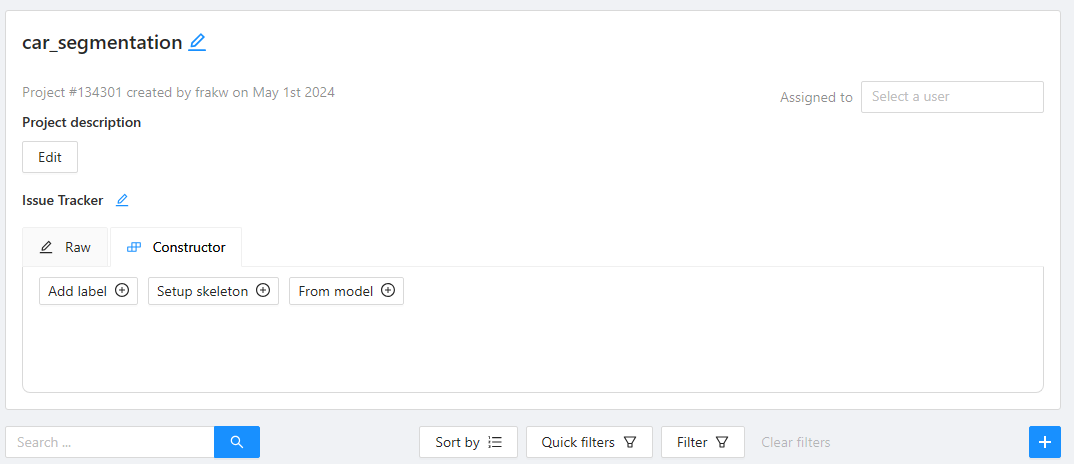 car_segmentation
Project #134301 created by frakw on May 1st 2024
Assigned to
Select a user
Project description
Edit
Issue Tracker
Raw
Constructor
Add label
Setup skeleton
From model
Search ...
Sort by
Quick filters
Filter
Clear filters